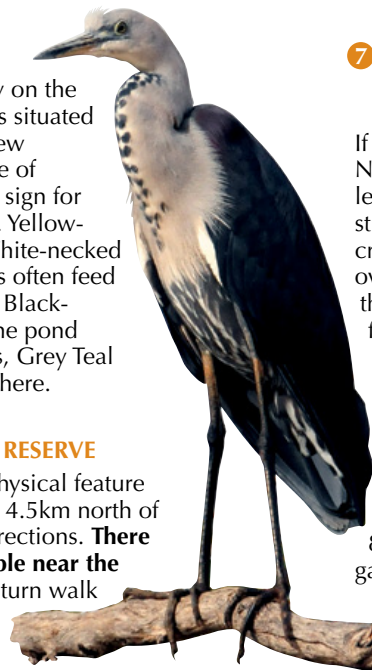 y on the
s situated
ew
e of
sign for
. Yellow-
hite-necked
s often feed
Black-
he pond
s, Grey Teal
here.
RESERVE
hysical feature
4.5km north of
rections. There
ble near the
turn walk
7
If
N
le
st
cr
ov
th
f
ga